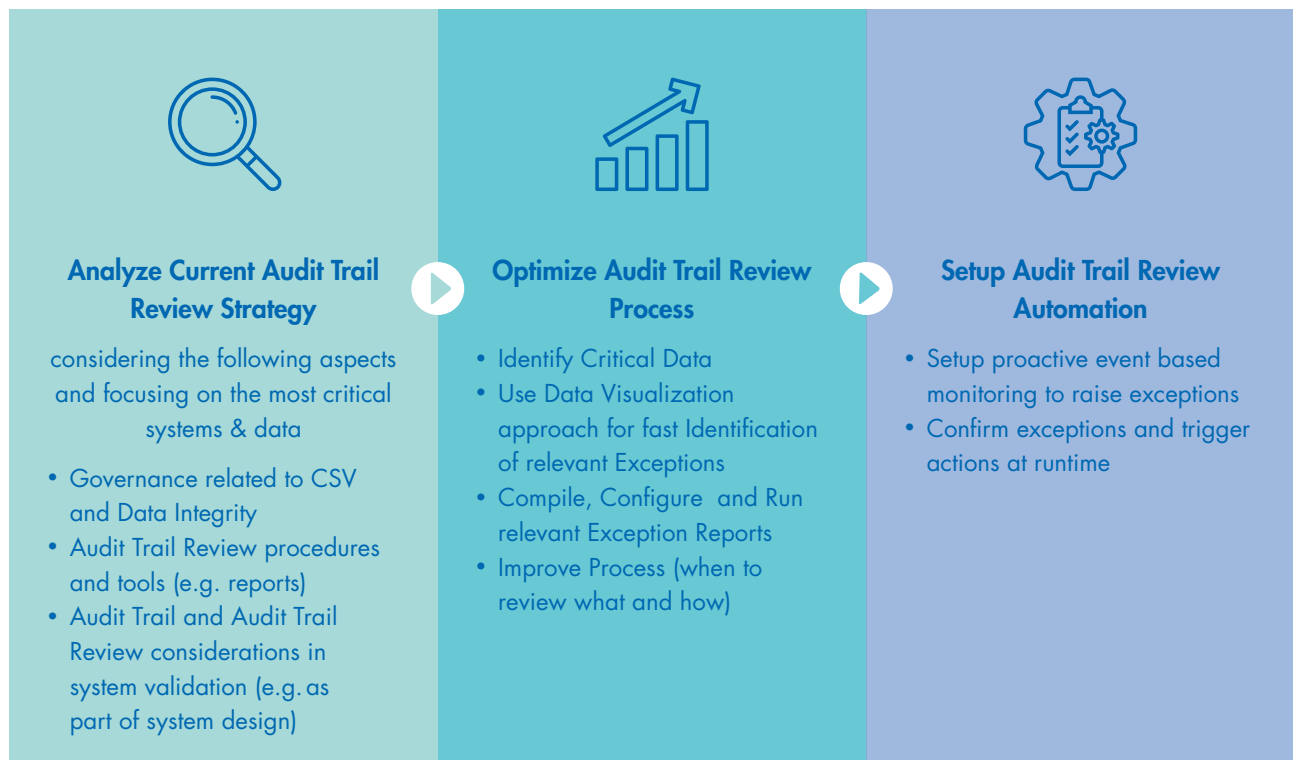 Analyze Current Audit Trail
Review Strategy
considering the following aspects
and focusing on the most critical
systems & data
• Governance related to CSV
and Data Integrity
• Audit Trail Review procedures
and tools (e.g. reports)
• Audit Trail and Audit Trail
Review considerations in
system validation (e.g. as
part of system design)
Optimize Audit Trail Review
Process
• Identify Critical Data
• Use Data Visualization
approach for fast Identification
of relevant Exceptions
• Compile, Configure  and Run
relevant Exception Reports
• Improve Process (when to
review what and how)
Setup Audit Trail Review
Automation
• Setup proactive event based
monitoring to raise exceptions
• Confirm exceptions and trigger
actions at runtime